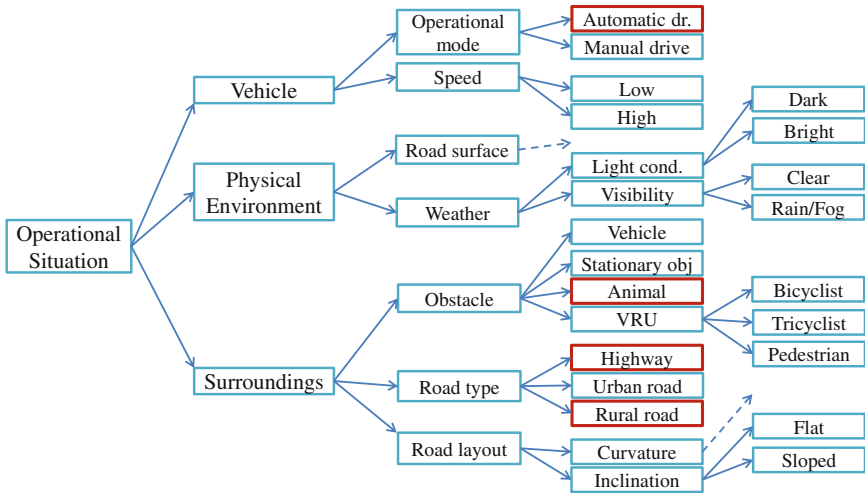 Operational
Situation
Vehicle
Physical
Environment
Surroundings
Operational
mode
Speed
Road surface
Weather
Obstacle
Road type
Road layout
Automatic dr.
Manual drive
Low
High
Light cond.
Visibility
Vehicle
Stationary obj
Animal
VRU
Highway
Urban road
Rural road
Curvature
Inclination
Dark
Bright
Clear
Rain/Fog
Bicyclist
Tricyclist
Pedestrian
Flat
Sloped